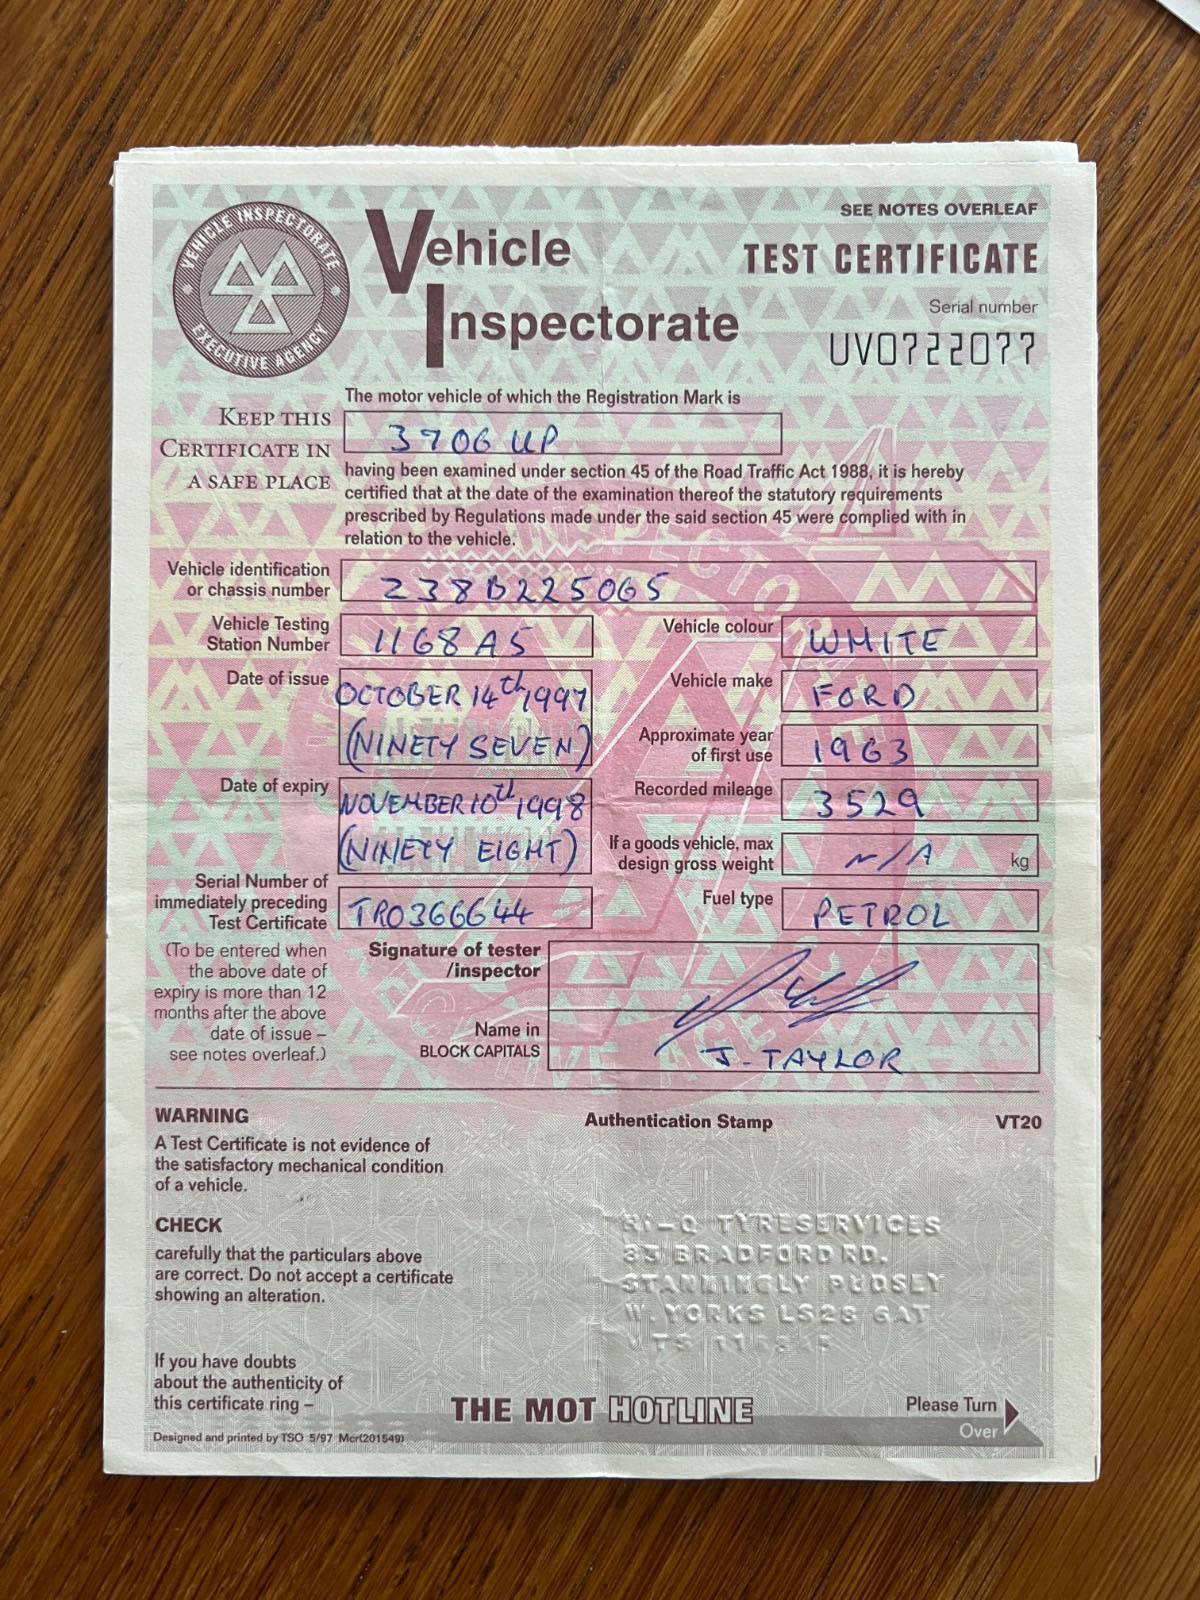 VEHICLE INSPECTORATE
EXECUTIVE AGENCY
Vehicle
Inspectorate
SEE NOTES OVERLEAF
TEST CERTIFICATE
Serial number
UV0722077
KEEP THIS
CERTIFICATE IN
A SAFE PLACE
The motor vehicle of which the Registration Mark is
3706 UP
having been examined under section 45 of the Road Traffic Act 1988, it is hereby
certified that at the date of the examination thereof the statutory requirements
prescribed by Regulations made under the said section 45 were complied with in
relation to the vehicle.
Vehicle identification
or chassis number
Z38B225065
Vehicle Testing
Station Number
1168A5
Vehicle colour
WHITE
Date of issue
OCTOBER 14th 1997
(NINETY SEVEN)
Vehicle make
FORD
Approximate year
of first use
1963
Date of expiry
NOVEMBER 10th 1998
(NINETY EIGHT)
Recorded mileage
3529
If a goods vehicle, max
design gross weight
N/A
kg
Serial Number of
immediately preceding
Test Certificate
TR0366644
Fuel type
PETROL
(To be entered when
the above date of
expiry is more than 12
months after the above
date of issue –
see notes overleaf.)
Signature of tester
/inspector
Name in
BLOCK CAPITALS
J. TAYLOR
WARNING
A Test Certificate is not evidence of
the satisfactory mechanical condition
of a vehicle.
Authentication Stamp
VT20
CHECK
carefully that the particulars above
are correct. Do not accept a certificate
showing an alteration.
TYRESERVICES
83 BRADFORD RD.
STANNINGLY PUDSEY
W. YORKS LS28 6AT
If you have doubts
about the authenticity of
this certificate ring –
THE MOT HOTLINE
Please Turn
Over
Designed and printed by TSO 5/97 Mcr(201549)